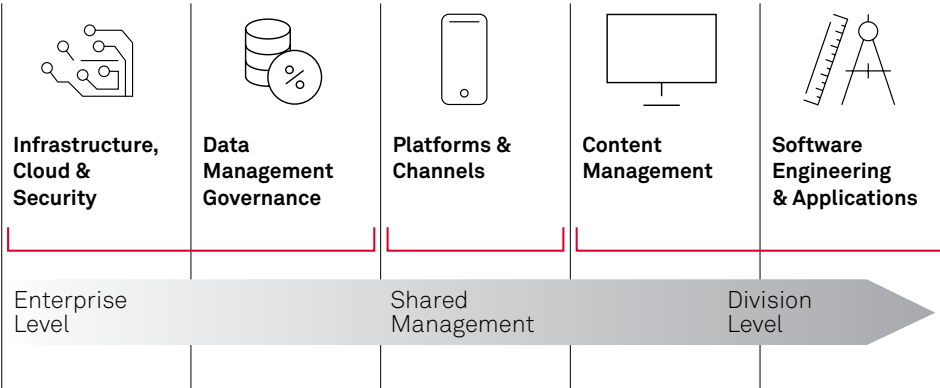 %
Infrastructure,
Cloud &
Security
Data
Management
Governance
Platforms &
Channels
Content
Management
Software
Engineering
& Applications
Enterprise
Level
Shared
Management
Division
Level